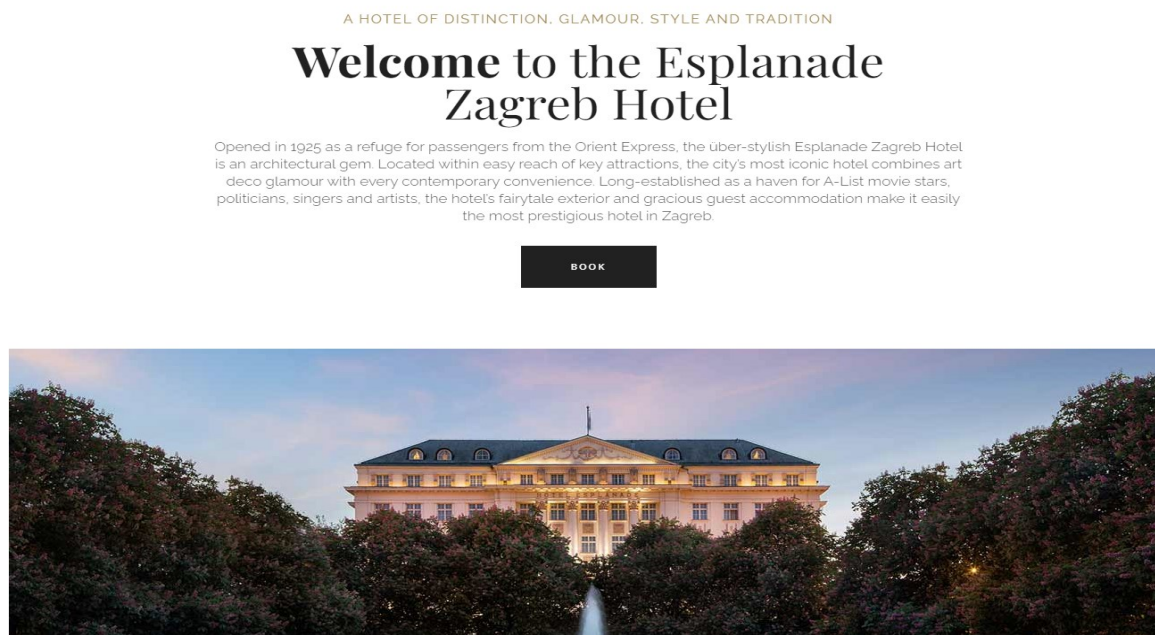 A HOTEL OF DISTINCTION, GLAMOUR, STYLE AND TRADITION
Welcome to the Esplanade
Zagreb Hotel
Opened in 1925 as a refuge for passengers from the Orient Express, the über-stylish Esplanade Zagreb Hotel
is an architectural gem. Located within easy reach of key attractions, the city's most iconic hotel combines art
deco glamour with every contemporary convenience. Long-established as a haven for A-List movie stars,
politicians, singers and artists, the hotel's fairytale exterior and gracious guest accommodation make it easily
the most prestigious hotel in Zagreb.
BOOK